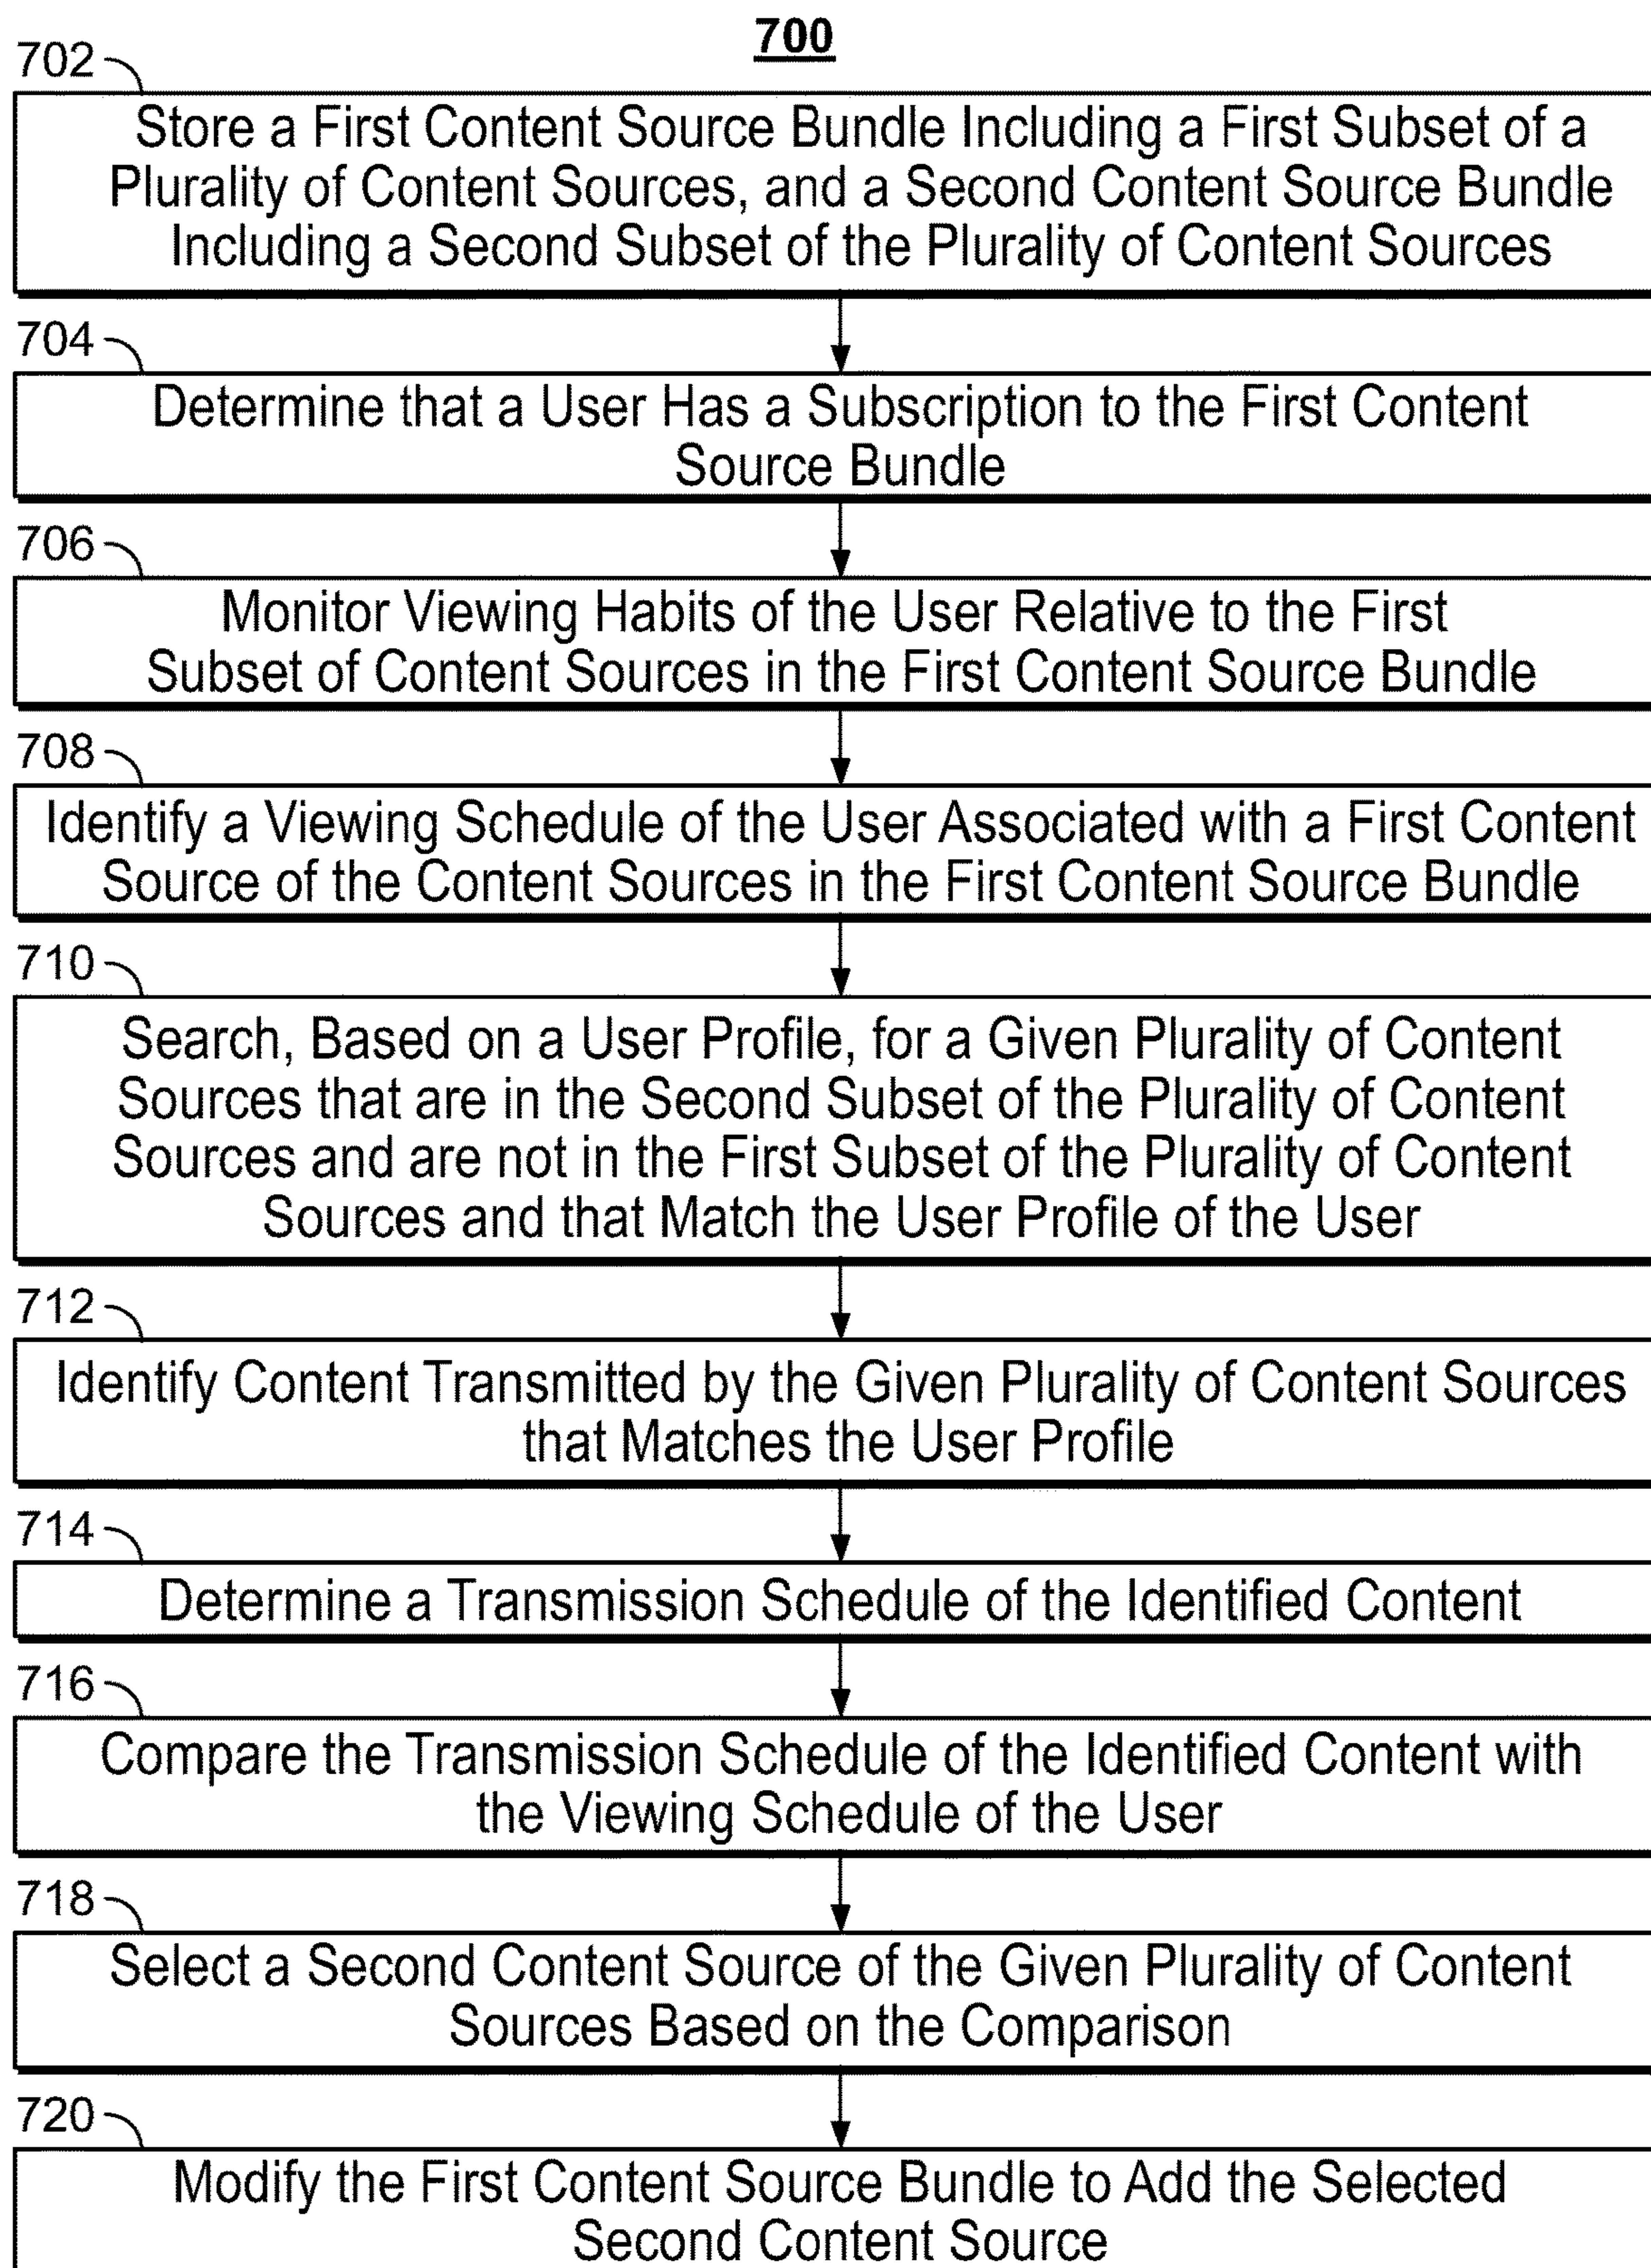 700
702
Store a First Content Source Bundle Including a First Subset of a
Plurality of Content Sources, and a Second Content Source Bundle
Including a Second Subset of the Plurality of Content Sources
704
Determine that a User Has a Subscription to the First Content
Source Bundle
706
Monitor Viewing Habits of the User Relative to the First
Subset of Content Sources in the First Content Source Bundle
708
Identify a Viewing Schedule of the User Associated with a First Content
Source of the Content Sources in the First Content Source Bundle
710
Search, Based on a User Profile, for a Given Plurality of Content
Sources that are in the Second Subset of the Plurality of Content
Sources and are not in the First Subset of the Plurality of Content
Sources and that Match the User Profile of the User
712
Identify Content Transmitted by the Given Plurality of Content Sources
that Matches the User Profile
714
Determine a Transmission Schedule of the Identified Content
716
Compare the Transmission Schedule of the Identified Content with
the Viewing Schedule of the User
718
Select a Second Content Source of the Given Plurality of Content
Sources Based on the Comparison
720
Modify the First Content Source Bundle to Add the Selected
Second Content Source